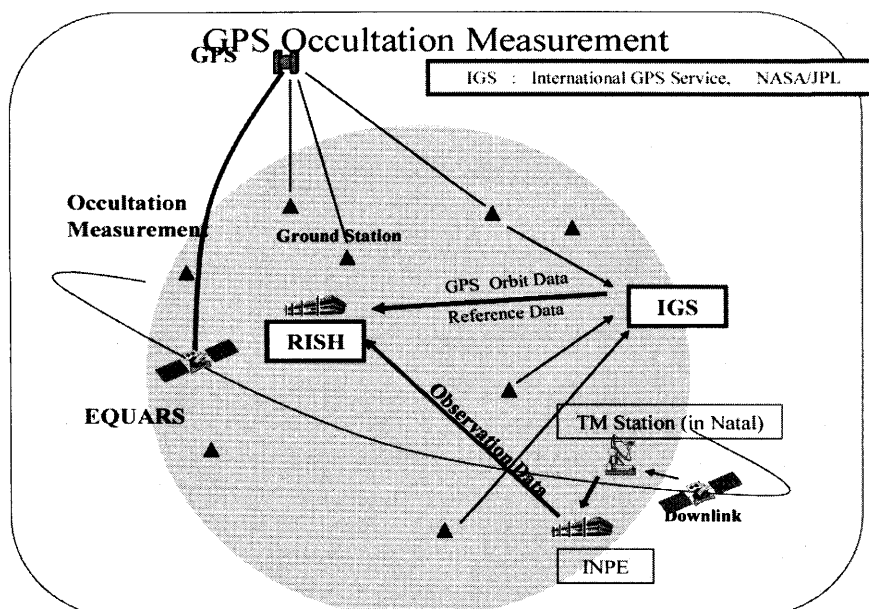 GPS Occultation Measurement
GPS
IGS : International GPS Service, NASA/JPL
Occultation
Measurement
Ground Station
GPS Orbit Data
Reference Data
IGS
RISH
EQUARS
Observation Data
TM Station (in Natal)
Downlink
INPE